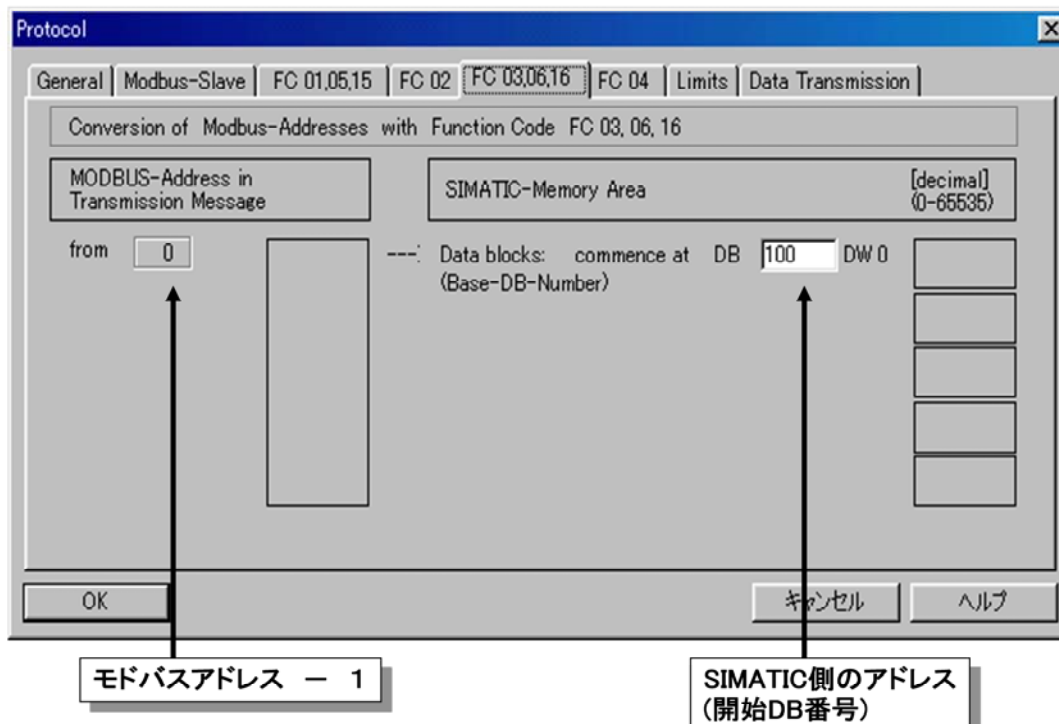 Protocol
General
Modbus-Slave
FC 01,05,15
FC 02
FC 03,06,16
FC 04
Limits
Data Transmission
Conversion of Modbus-Addresses with Function Code FC 03, 06, 16
MODBUS-Address in
Transmission Message
SIMATIC-Memory Area
[decimal]
(0-65535)
from 0
---: Data blocks: commence at DB 100 DW 0
(Base-DB-Number)
OK
キャンセル
ヘルプ
モドバスアドレス － 1
SIMATIC側のアドレス
(開始DB番号)